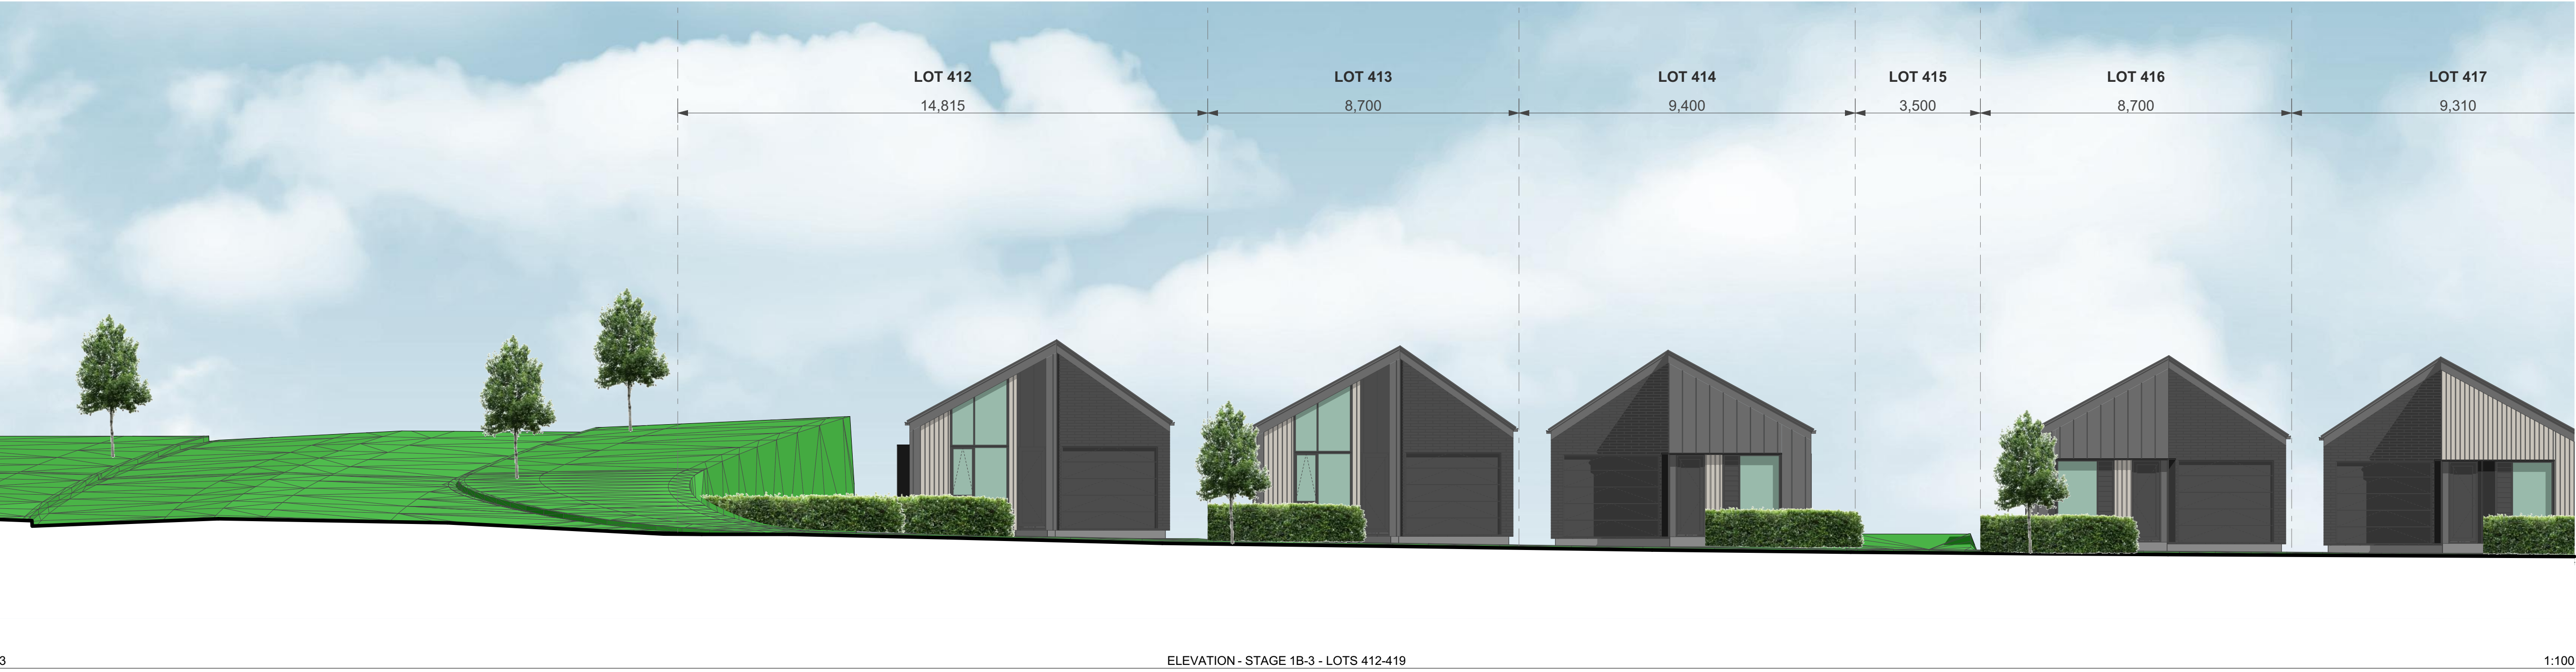 LOT 412 LOT 413 LOT 414 LOT 415 LOT 416 LOT 417
14,815 8,700 9,400 3,500 8,700 9,310
3 ELEVATION - STAGE 1B-3 - LOTS 412-419 1:100